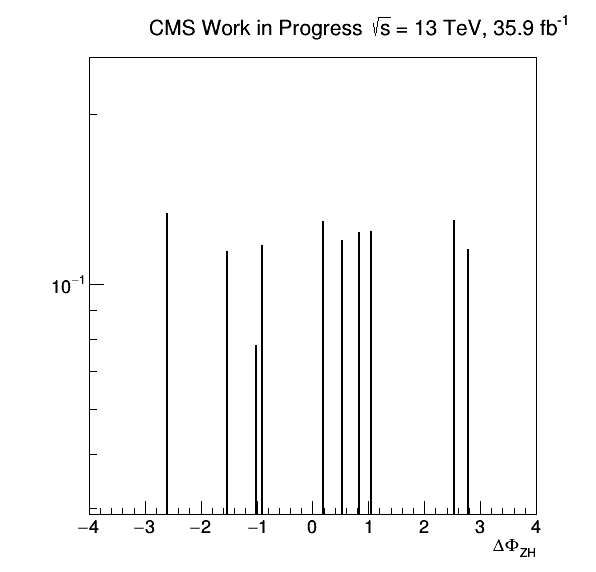 CMS Work in Progress √s = 13 TeV, 35.9 fb⁻¹
10⁻¹
−4 −3 −2 −1 0 1 2 3 4
ΔΦ_ZH